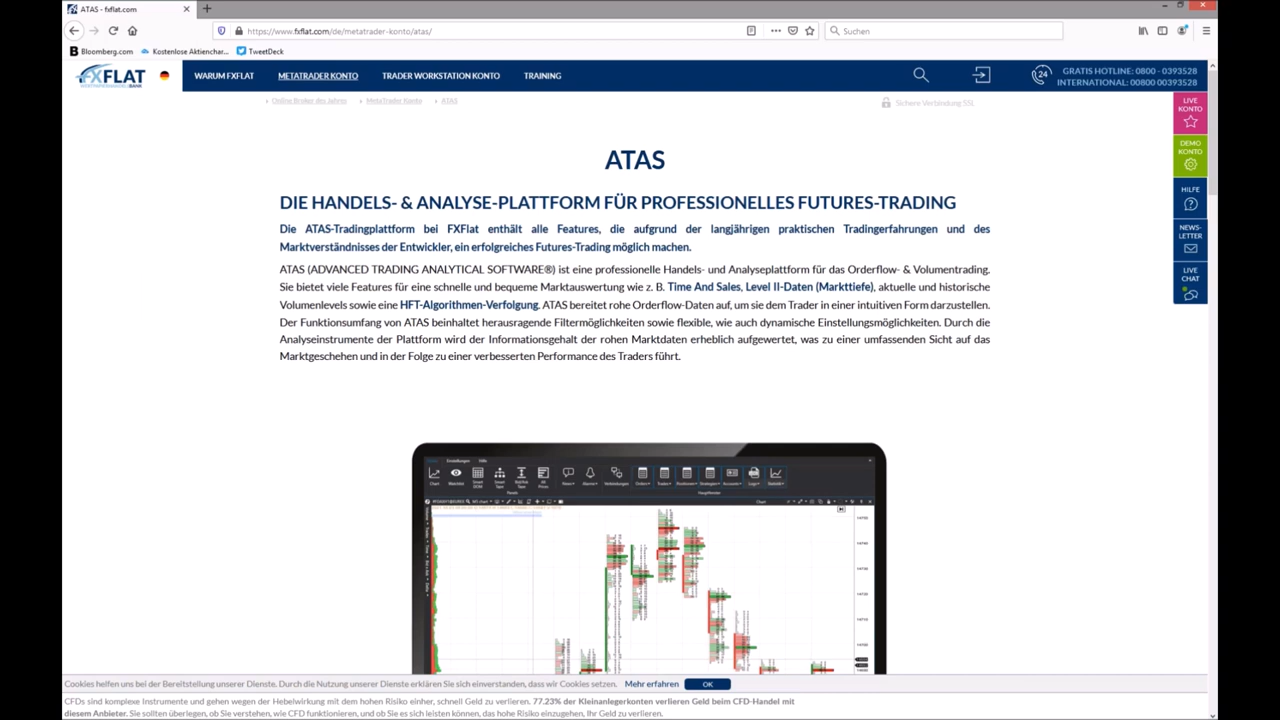 ATAS - fxflat.com
https://www.fxflat.com/de/metatrader-konto/atas/
Suchen
Bloomberg.com
Kostenlose Aktienchar...
TweetDeck
FXFLAT
WERTPAPIERHANDELSBANK
WARUM FXFLAT
METATRADER KONTO
TRADER WORKSTATION KONTO
TRAINING
24
GRATIS HOTLINE: 0800 - 0393528
INTERNATIONAL: 00800 00393528
Online Broker des Jahres
MetaTrader Konto
ATAS
Sichere Verbindung SSL
LIVE
KONTO
DEMO
KONTO
HILFE
NEWS-
LETTER
LIVE
CHAT
ATAS
DIE HANDELS- & ANALYSE-PLATTFORM FÜR PROFESSIONELLES FUTURES-TRADING
Die ATAS-Tradingplattform bei FXFlat enthält alle Features, die aufgrund der langjährigen praktischen Tradingerfahrungen und des
Marktverständnisses der Entwickler, ein erfolgreiches Futures-Trading möglich machen.
ATAS (ADVANCED TRADING ANALYTICAL SOFTWARE®) ist eine professionelle Handels- und Analyseplattform für das Orderflow- & Volumentrading.
Sie bietet viele Features für eine schnelle und bequeme Marktauswertung wie z. B. Time And Sales, Level II-Daten (Markttiefe), aktuelle und historische
Volumenlevels sowie eine HFT-Algorithmen-Verfolgung. ATAS bereitet rohe Orderflow-Daten auf, um sie dem Trader in einer intuitiven Form darzustellen.
Der Funktionsumfang von ATAS beinhaltet herausragende Filtermöglichkeiten sowie flexible, wie auch dynamische Einstellungsmöglichkeiten. Durch die
Analyseinstrumente der Plattform wird der Informationsgehalt der rohen Marktdaten erheblich aufgewertet, was zu einer umfassenden Sicht auf das
Marktgeschehen und in der Folge zu einer verbesserten Performance des Traders führt.
Einstellungen
Hilfe
Chart
Cookies helfen uns bei der Bereitstellung unserer Dienste. Durch die Nutzung unserer Dienste erklären Sie sich einverstanden, dass wir Cookies setzen. Mehr erfahren OK
CFDs sind komplexe Instrumente und gehen wegen der Hebelwirkung mit dem hohen Risiko einher, schnell Geld zu verlieren. 77.23% der Kleinanlegerkonten verlieren Geld beim CFD-Handel mit
diesem Anbieter. Sie sollten überlegen, ob Sie verstehen, wie CFD funktionieren, und ob Sie es sich leisten können, das hohe Risiko einzugehen, Ihr Geld zu verlieren.